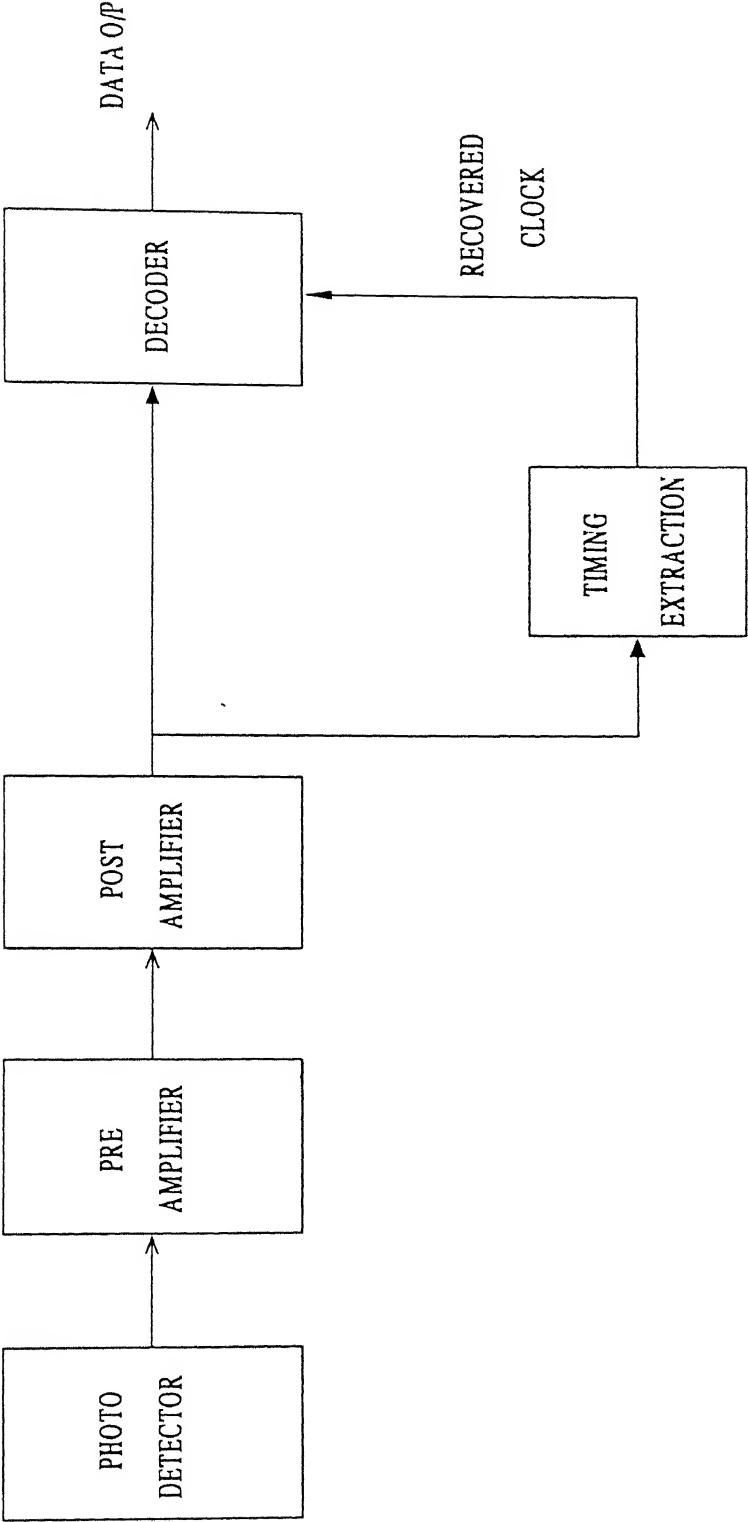 PHOTO
DETECTOR
PRE
AMPLIFIER
POST
AMPLIFIER
TIMING
EXTRACTION
DECODER
RECOVERED
CLOCK
DATA O/P